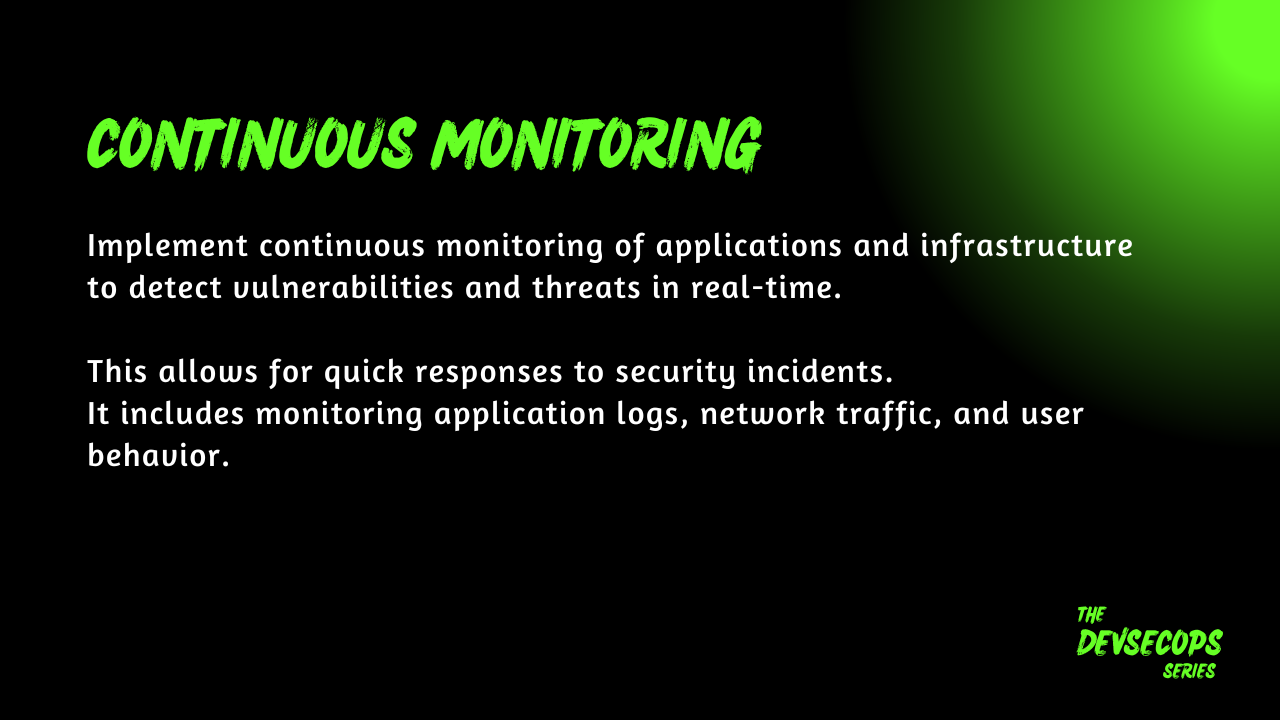 CONTINUOUS MONITORING
Implement continuous monitoring of applications and infrastructure
to detect vulnerabilities and threats in real-time.
This allows for quick responses to security incidents.
It includes monitoring application logs, network traffic, and user
behavior.
THE
DEVSECOPS
SERIES